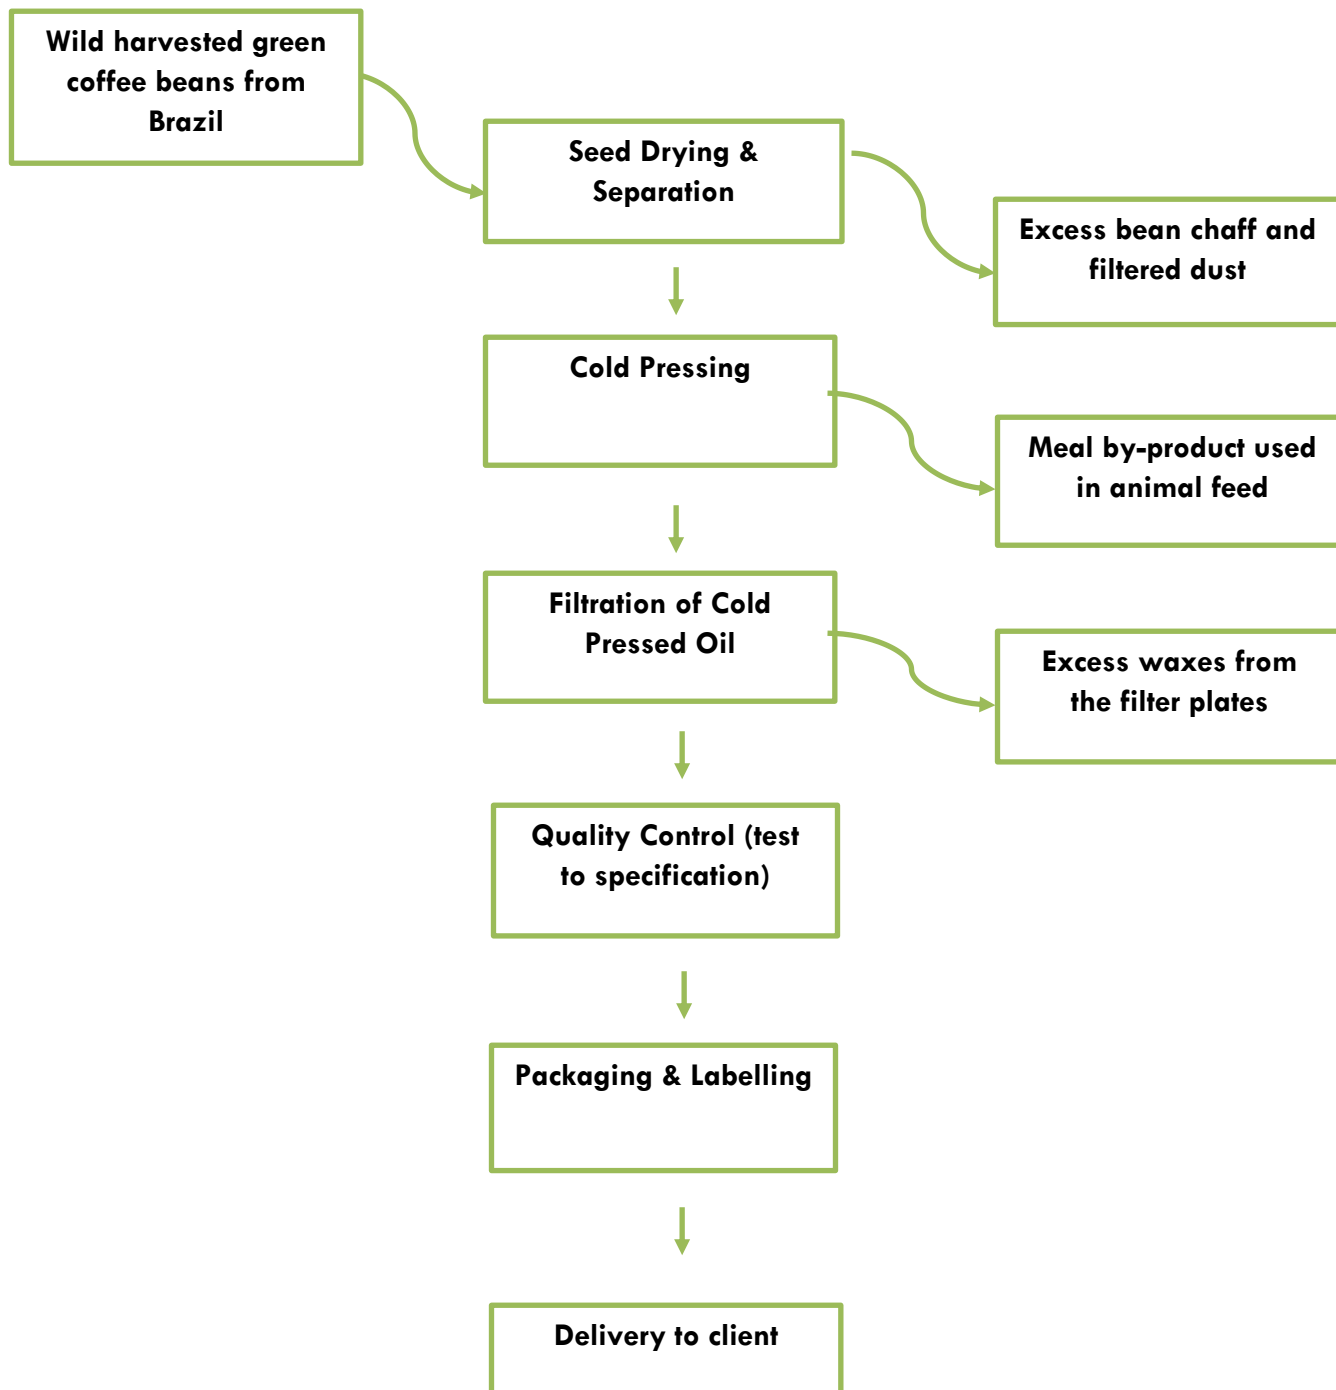 Wild harvested green
coffee beans from
Brazil
Seed Drying &
Separation
Excess bean chaff and
filtered dust
Cold Pressing
Meal by-product used
in animal feed
Filtration of Cold
Pressed Oil
Excess waxes from
the filter plates
Quality Control (test
to specification)
Packaging & Labelling
Delivery to client